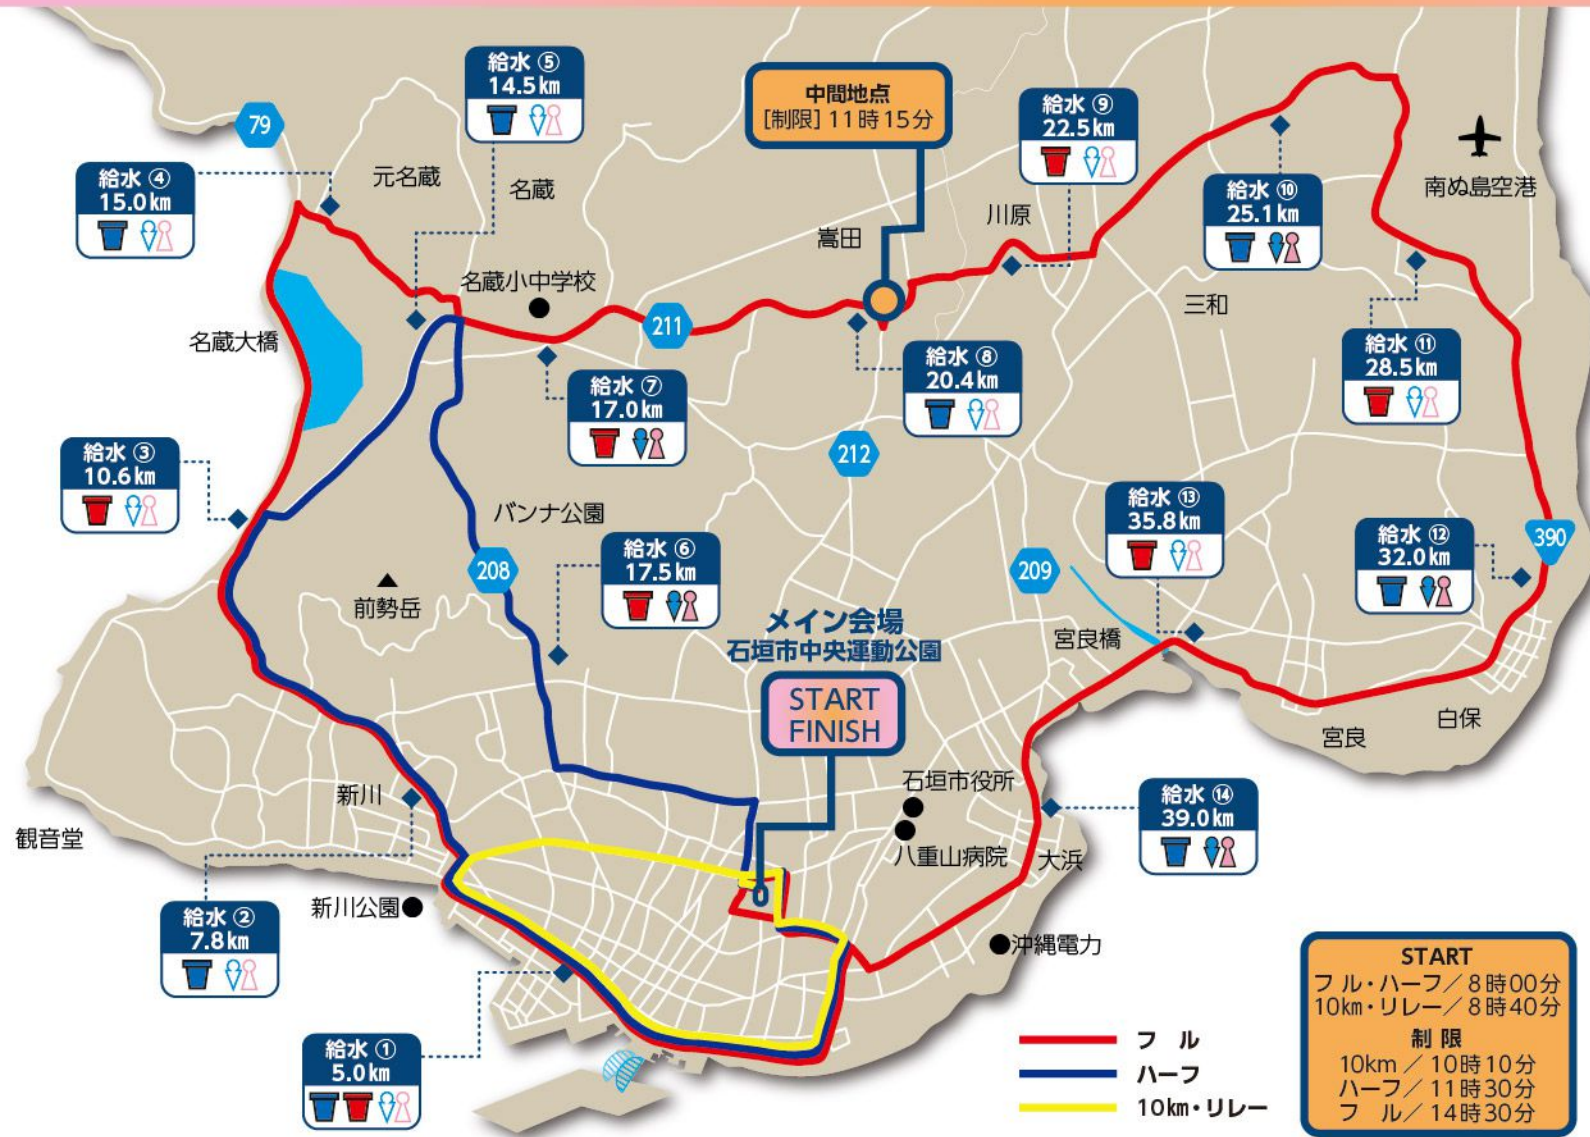 給水 ⑤
14.5km
中間地点
[制限] 11時15分
給水 ⑨
22.5km
79
給水 ④
15.0km
元名蔵
名蔵
給水 ⑩
25.1km
南ぬ島空港
川原
嵩田
名蔵小中学校
三和
211
名蔵大橋
給水 ⑦
17.0km
給水 ⑧
20.4km
給水 ⑪
28.5km
給水 ③
10.6km
212
バンナ公園
給水 ⑬
35.8km
給水 ⑫
32.0km
390
208
給水 ⑥
17.5km
209
前勢岳
メイン会場
石垣市中央運動公園
宮良橋
START
FINISH
白保
宮良
新川
石垣市役所
給水 ⑭
39.0km
観音堂
八重山病院
大浜
給水 ②
7.8km
新川公園
沖縄電力
給水 ①
5.0km
フル
ハーフ
10km・リレー
START
フル・ハーフ／8時00分
10km・リレー／8時40分
制限
10km／10時10分
ハーフ／11時30分
フル／14時30分